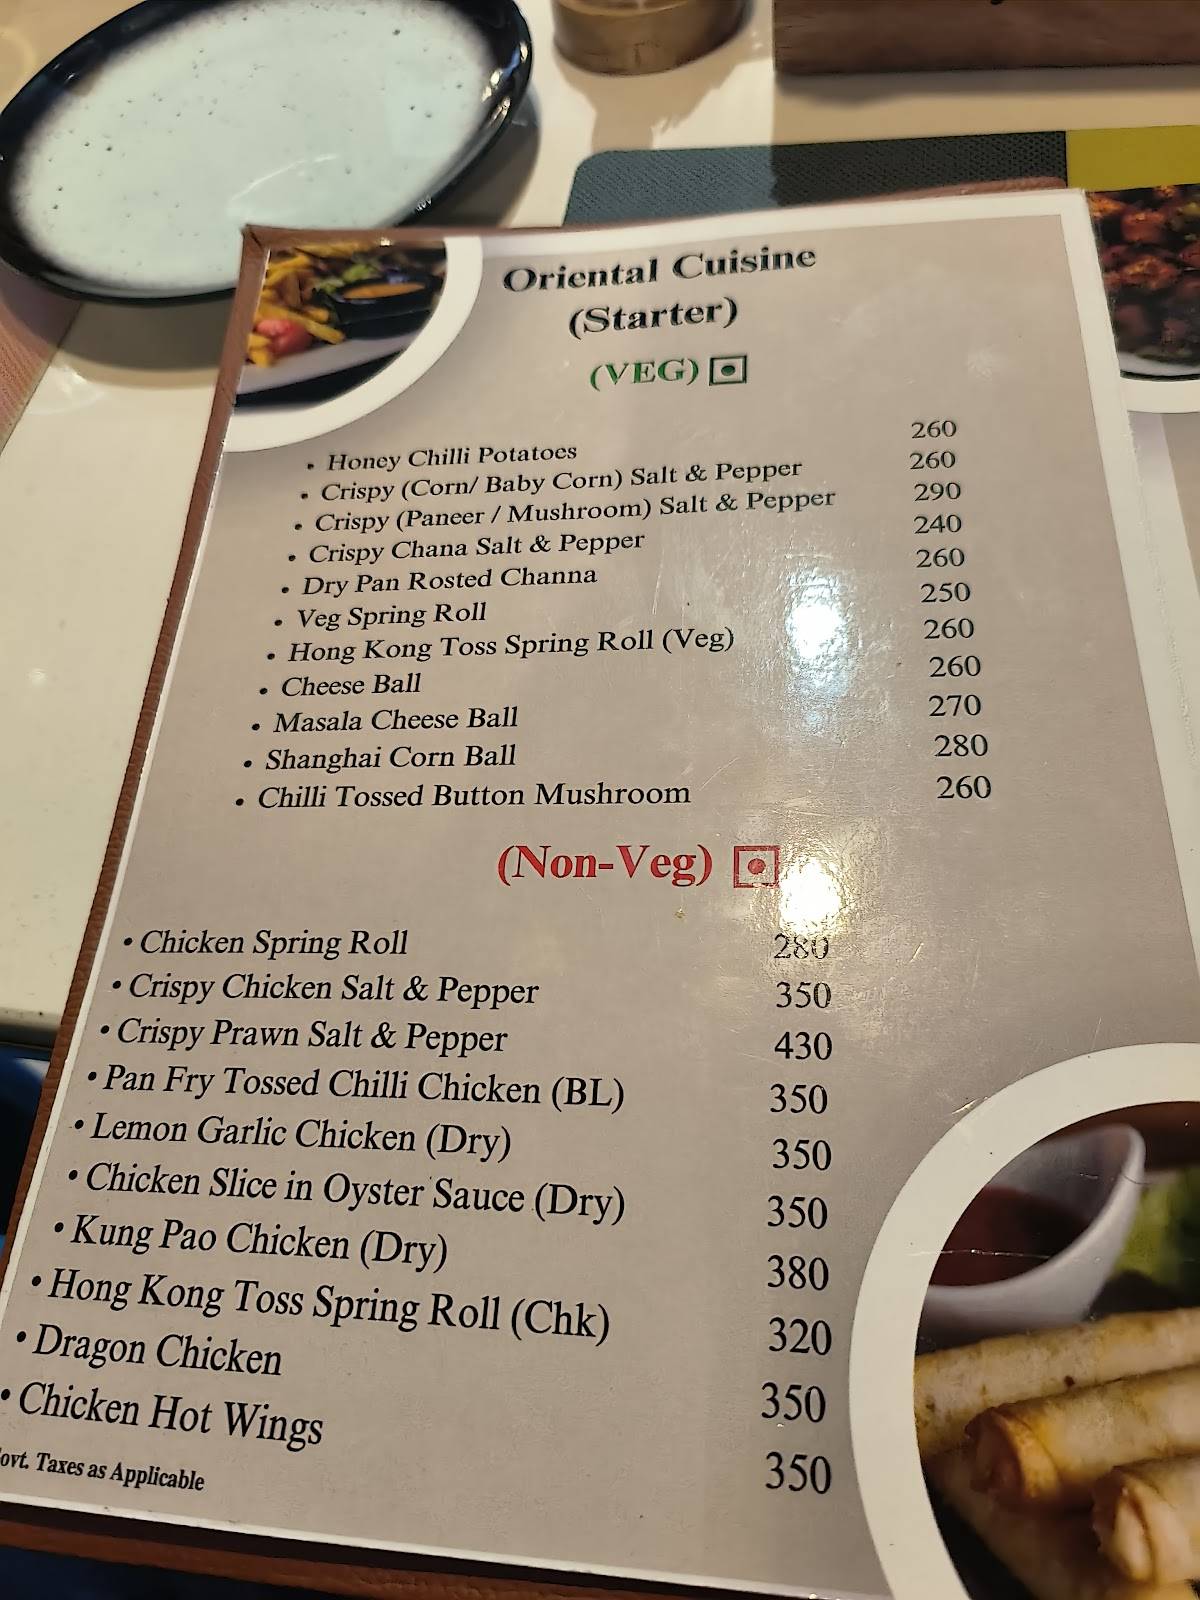 Oriental Cuisine
(Starter)
(VEG)
• Honey Chilli Potatoes 260
• Crispy (Corn/ Baby Corn) Salt & Pepper 260
• Crispy (Paneer / Mushroom) Salt & Pepper 290
• Crispy Chana Salt & Pepper 240
• Dry Pan Rosted Channa 260
• Veg Spring Roll 250
• Hong Kong Toss Spring Roll (Veg) 260
• Cheese Ball 260
• Masala Cheese Ball 270
• Shanghai Corn Ball 280
• Chilli Tossed Button Mushroom 260
(Non-Veg)
• Chicken Spring Roll 280
• Crispy Chicken Salt & Pepper 350
• Crispy Prawn Salt & Pepper 430
• Pan Fry Tossed Chilli Chicken (BL) 350
• Lemon Garlic Chicken (Dry) 350
• Chicken Slice in Oyster Sauce (Dry) 350
• Kung Pao Chicken (Dry) 380
• Hong Kong Toss Spring Roll (Chk) 320
• Dragon Chicken 350
• Chicken Hot Wings 350
ovt. Taxes as Applicable